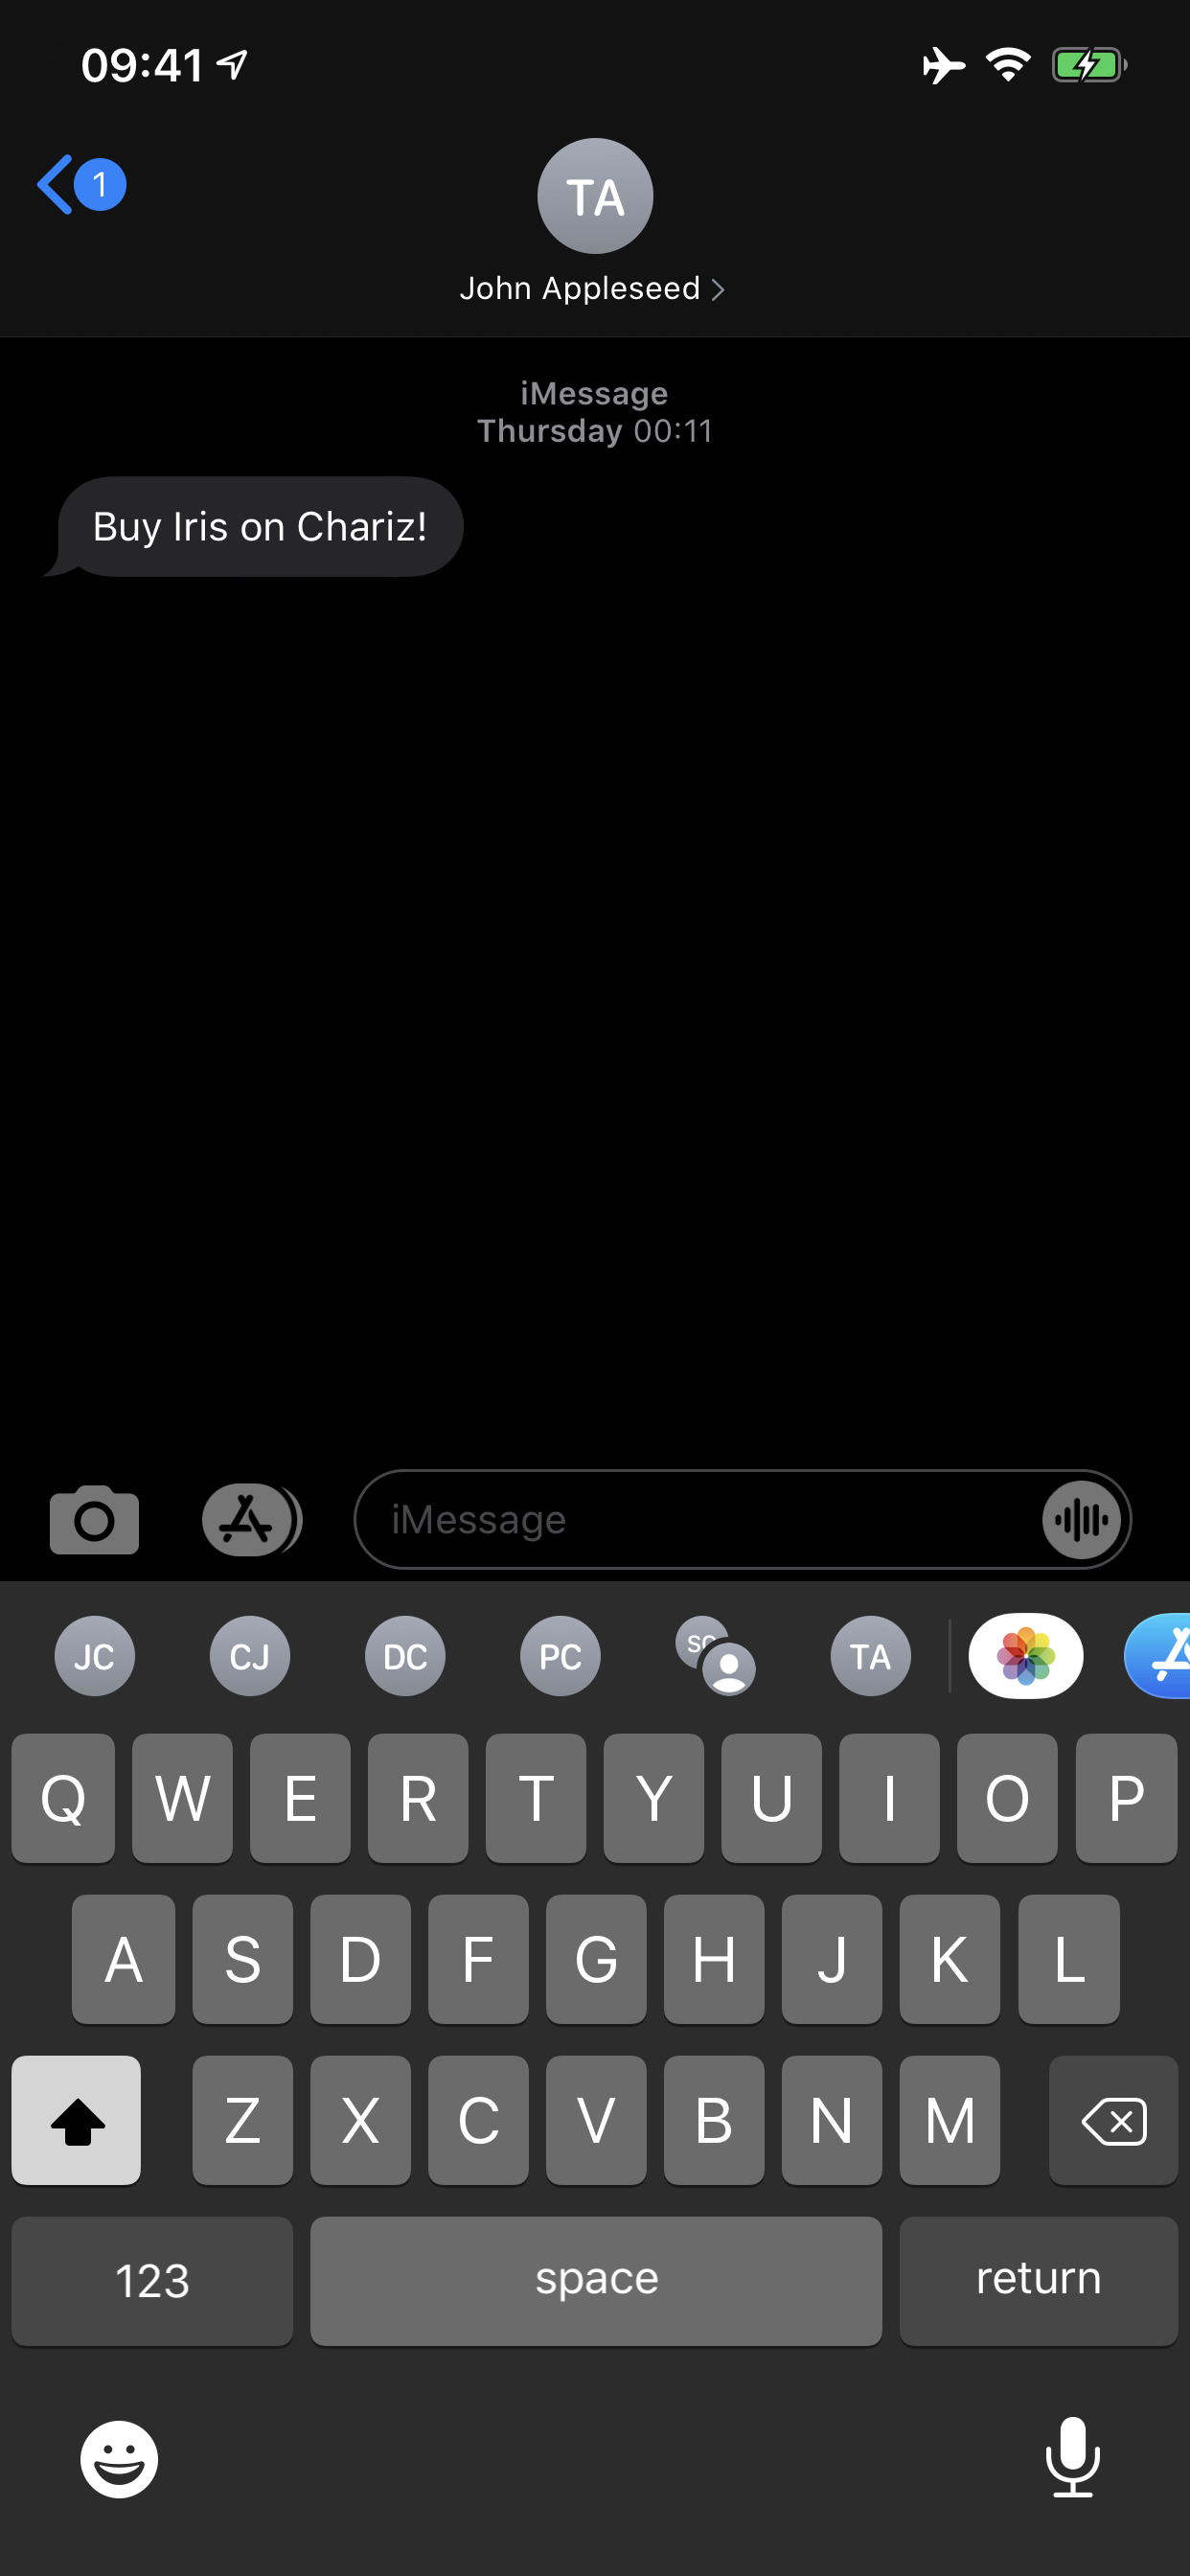 09:41
1
TA
John Appleseed
iMessage
Thursday 00:11
Buy Iris on Chariz!
iMessage
JC CJ DC PC TA
Q W E R T Y U I O P
A S D F G H J K L
Z X C V B N M
123 space return